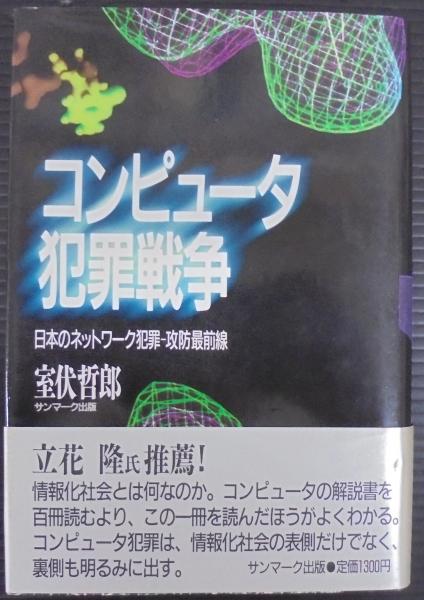 コンピュータ
犯罪戦争
日本のネットワーク犯罪-攻防最前線
室伏哲郎
サンマーク出版
立花 隆氏推薦!
情報化社会とは何なのか。コンピュータの解説書を
百冊読むより、この一冊を読んだほうがよくわかる。
コンピュータ犯罪は、情報化社会の表側だけでなく、
裏側も明るみに出す。 サンマーク出版●定価1300円